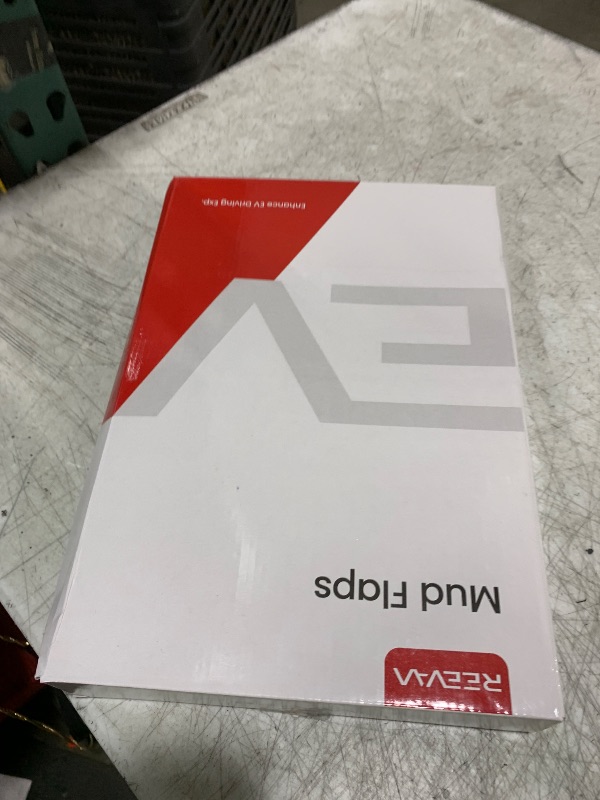 REEVAA
Mud Flaps
EV
Enhance EV Driving Exp.